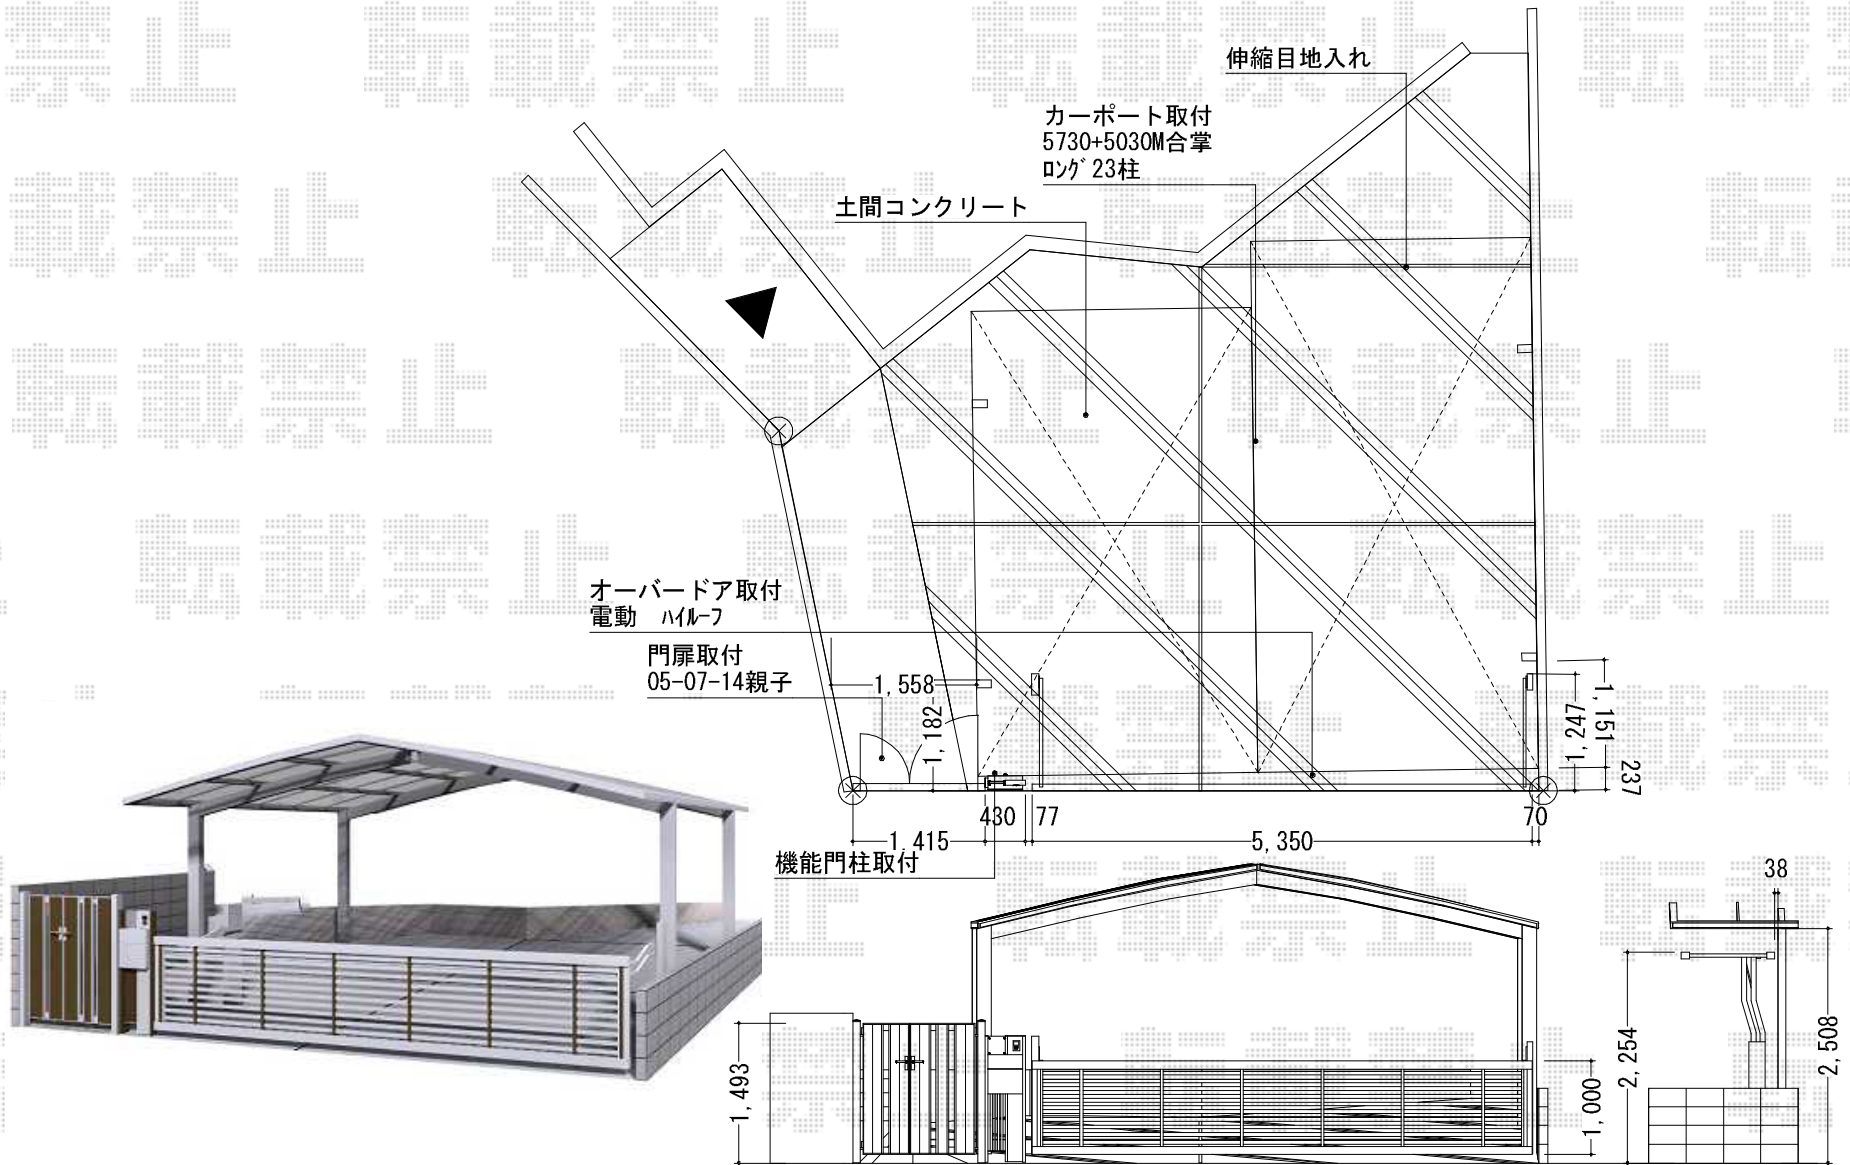 伸縮目地入れ
カーポート取付
5730+5030M合掌
ﾛﾝｸﾞ23柱
土間コンクリート
オーバードア取付
電動　ﾊｲﾙｰﾌ
門扉取付
05-07-14親子
1,558
1,182
1,247
1,151
237
430
77
70
1,415
5,350
機能門柱取付
38
1,493
1,000
2,254
2,508
転載禁止